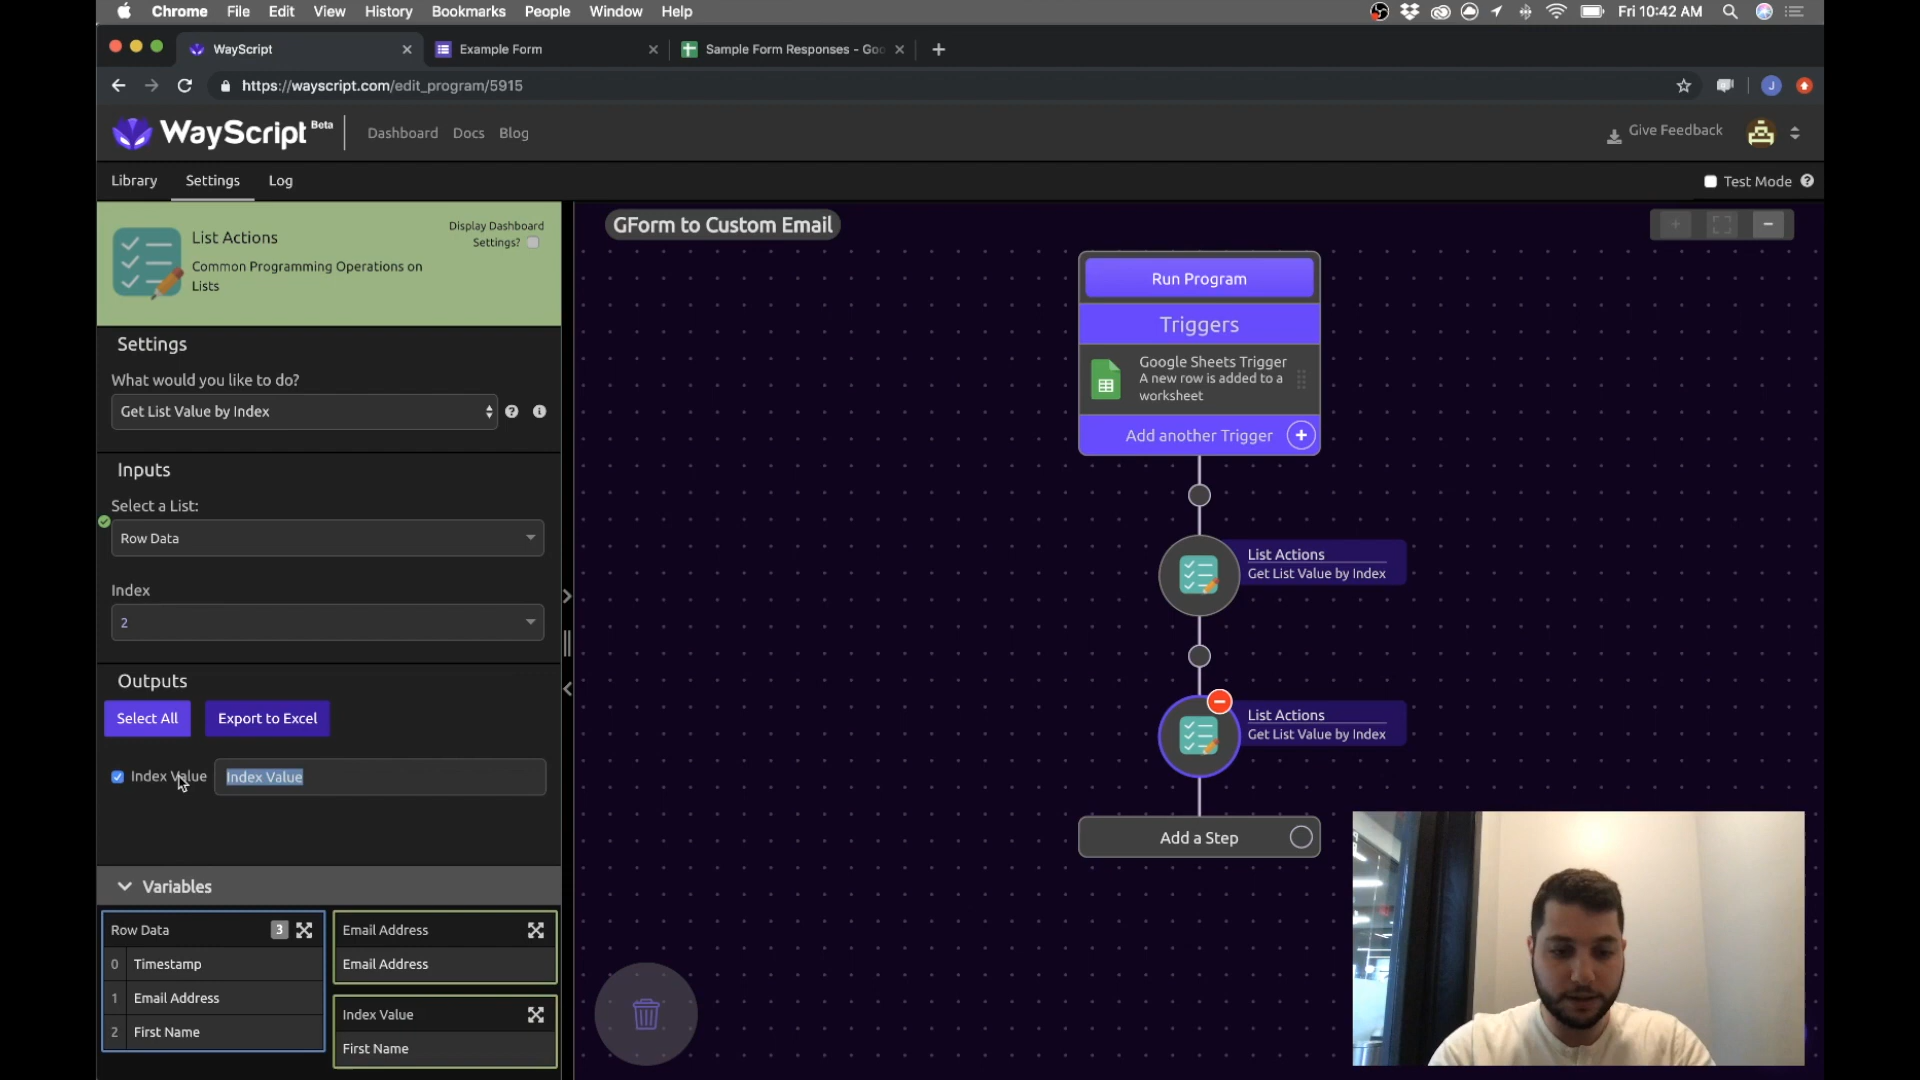 Chrome File Edit View History Bookmarks People Window Help Fri 10:42 AM
WayScript Example Form Sample Form Responses - Goo
https://wayscript.com/edit_program/5915 J
WayScript Beta Dashboard Docs Blog Give Feedback
Library Settings Log Test Mode ?
List Actions
Common Programming Operations on
Lists
Display Dashboard
Settings?
GForm to Custom Email
Settings
What would you like to do?
Get List Value by Index
Inputs
Select a List:
Row Data
Index
2
Outputs
Select All Export to Excel
Index Value Index Value
Variables
Row Data 3
0 Timestamp
1 Email Address
2 First Name
Email Address
Email Address
Index Value
First Name
Run Program
Triggers
Google Sheets Trigger
A new row is added to a
worksheet
Add another Trigger
List Actions
Get List Value by Index
List Actions
Get List Value by Index
Add a Step